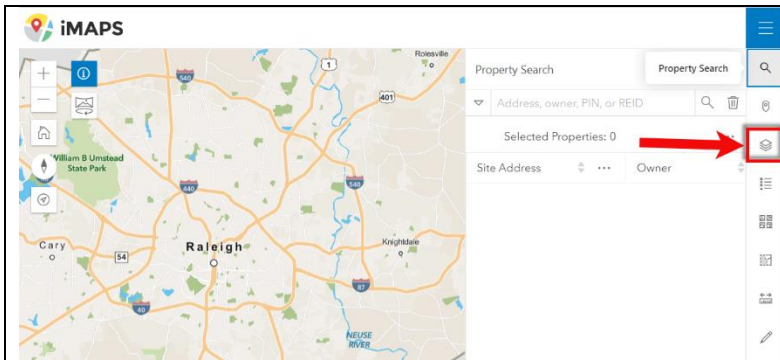 iMAPS
Rolesville
1
540
401
Property Search
Property Search
Address, owner, PIN, or REID
Selected Properties: 0
...
William B Umstead
State Park
Site Address
...
Owner
440
540
Cary
54
Raleigh
Knightdale
87
40
NEUSE
RIVER